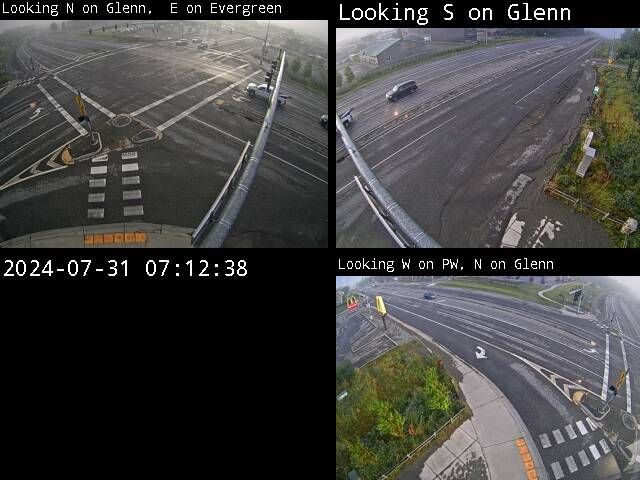 Looking N on Glenn,  E on Evergreen
Looking S on Glenn
2024-07-31 07:12:38
Looking W on PW, N on Glenn